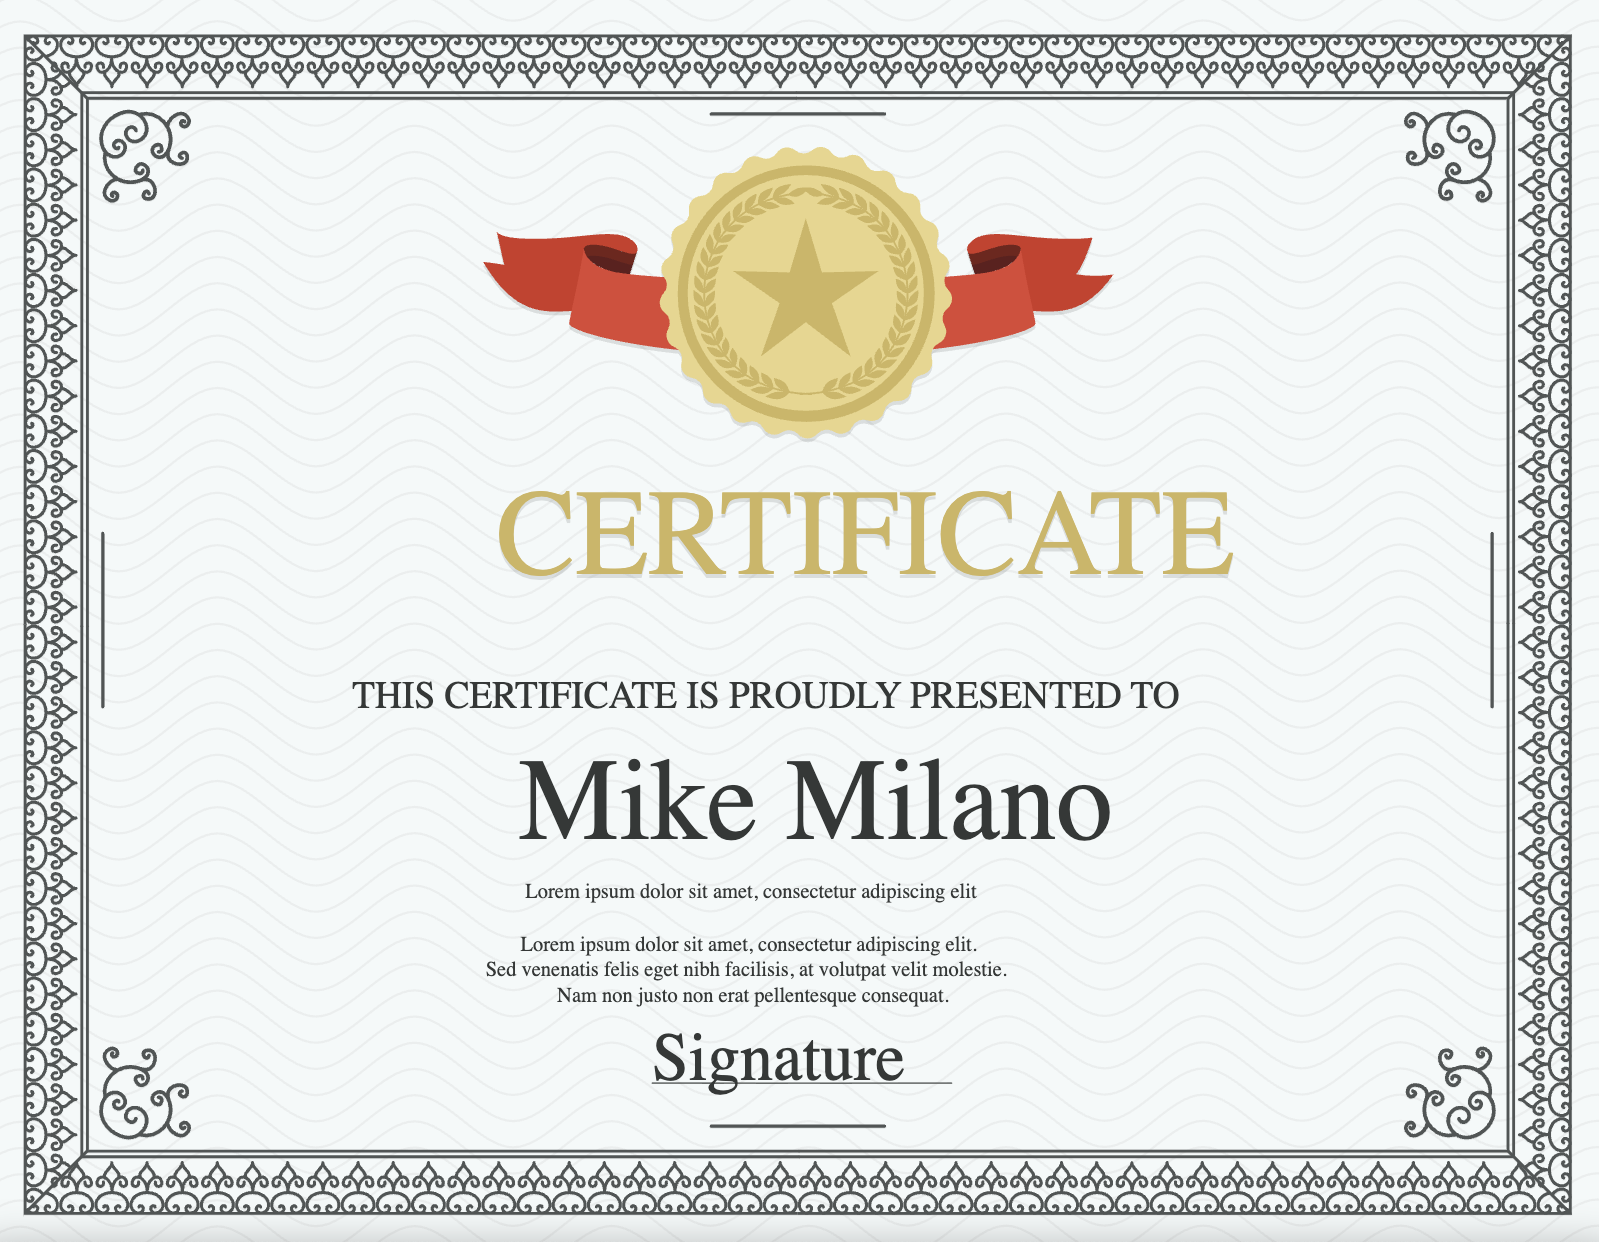 CERTIFICATE
THIS CERTIFICATE IS PROUDLY PRESENTED TO
Mike Milano
Lorem ipsum dolor sit amet, consectetur adipiscing elit
Lorem ipsum dolor sit amet, consectetur adipiscing elit.
Sed venenatis felis eget nibh facilisis, at volutpat velit molestie.
Nam non justo non erat pellentesque consequat.
Signature